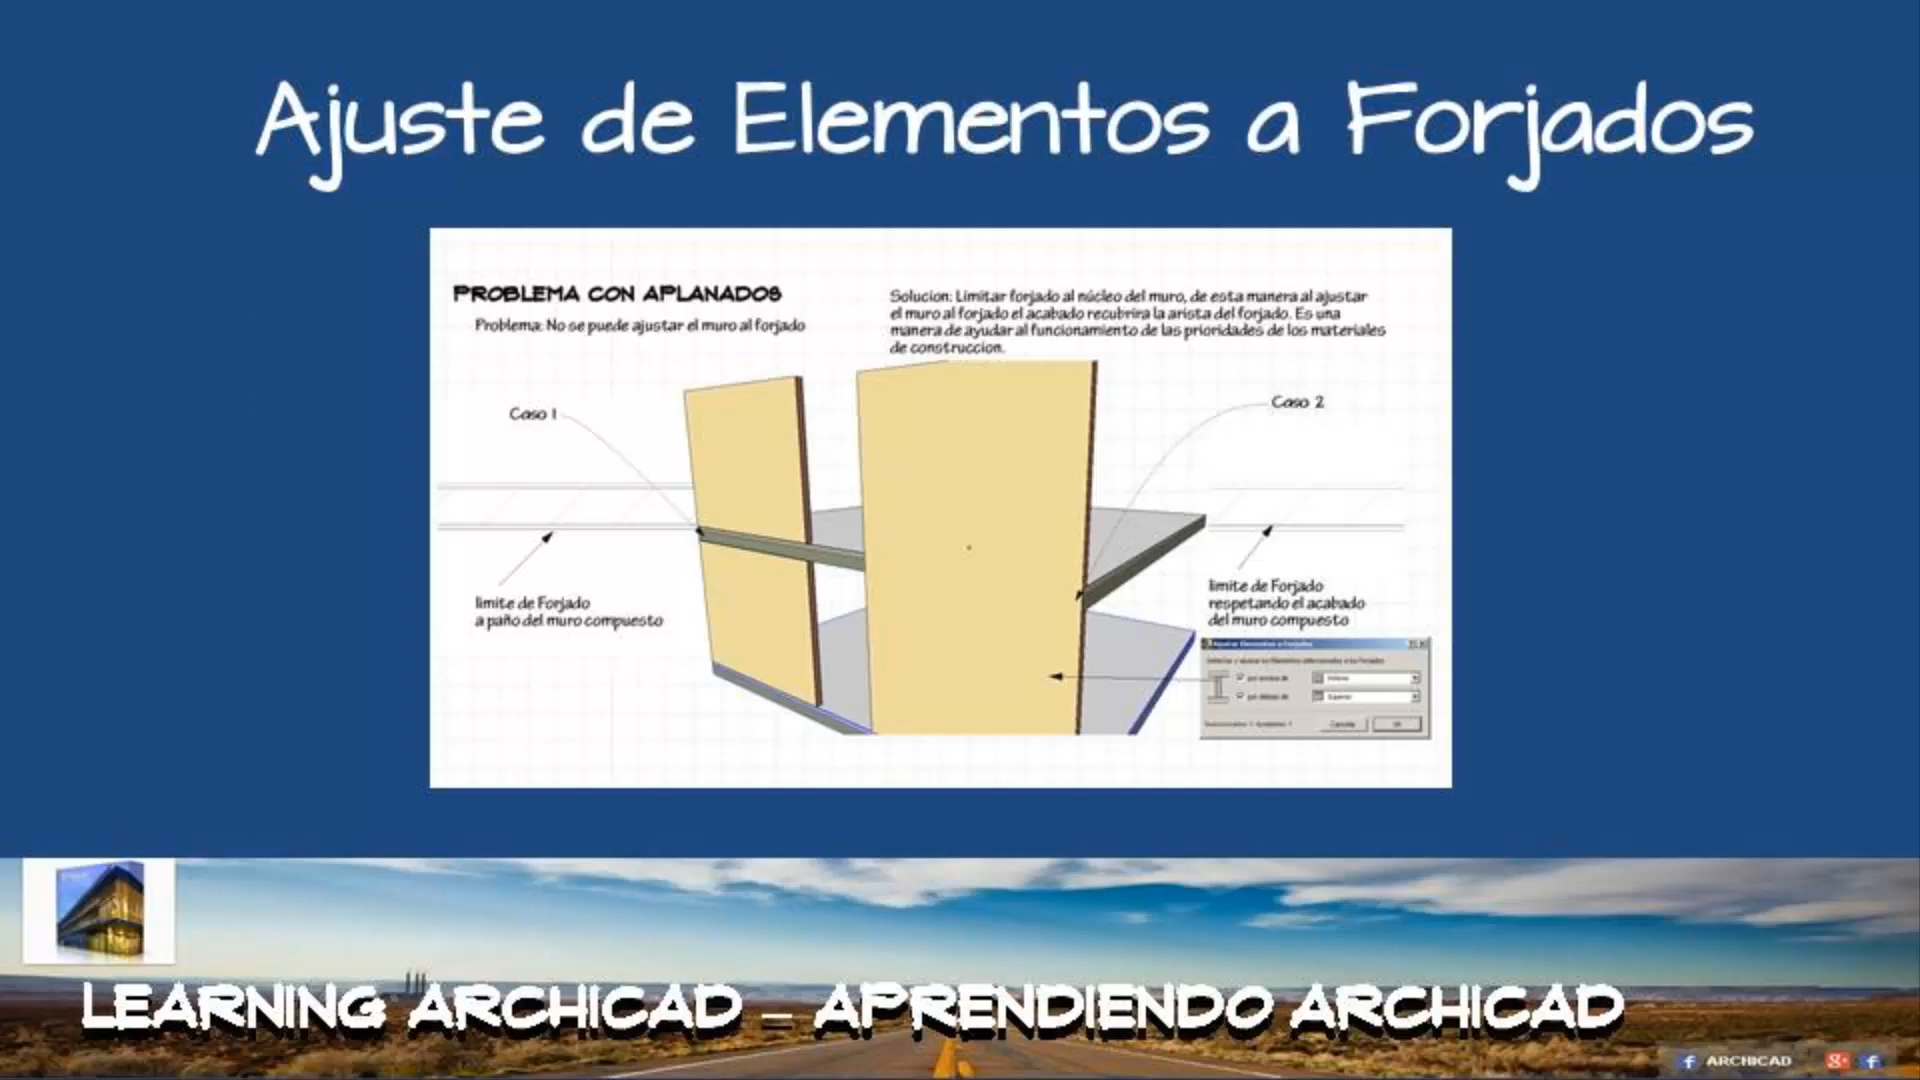 Ajuste de Elementos a Forjados
PROBLEMA CON APLANADOS
Problema: No se puede ajustar el muro al forjado
Solucion: Limitar forjado al núcleo del muro, de esta manera al ajustar
el muro al forjado el acabado recubrira la arista del forjado. Es una
manera de ayudar al funcionamiento de las prioridades de los materiales
de construccion.
Caso 1
Caso 2
limite de Forjado
a paño del muro compuesto
limite de Forjado
respetando el acabado
del muro compuesto
Cancelar
LEARNING ARCHICAD - APRENDIENDO ARCHICAD
ARCHICAD